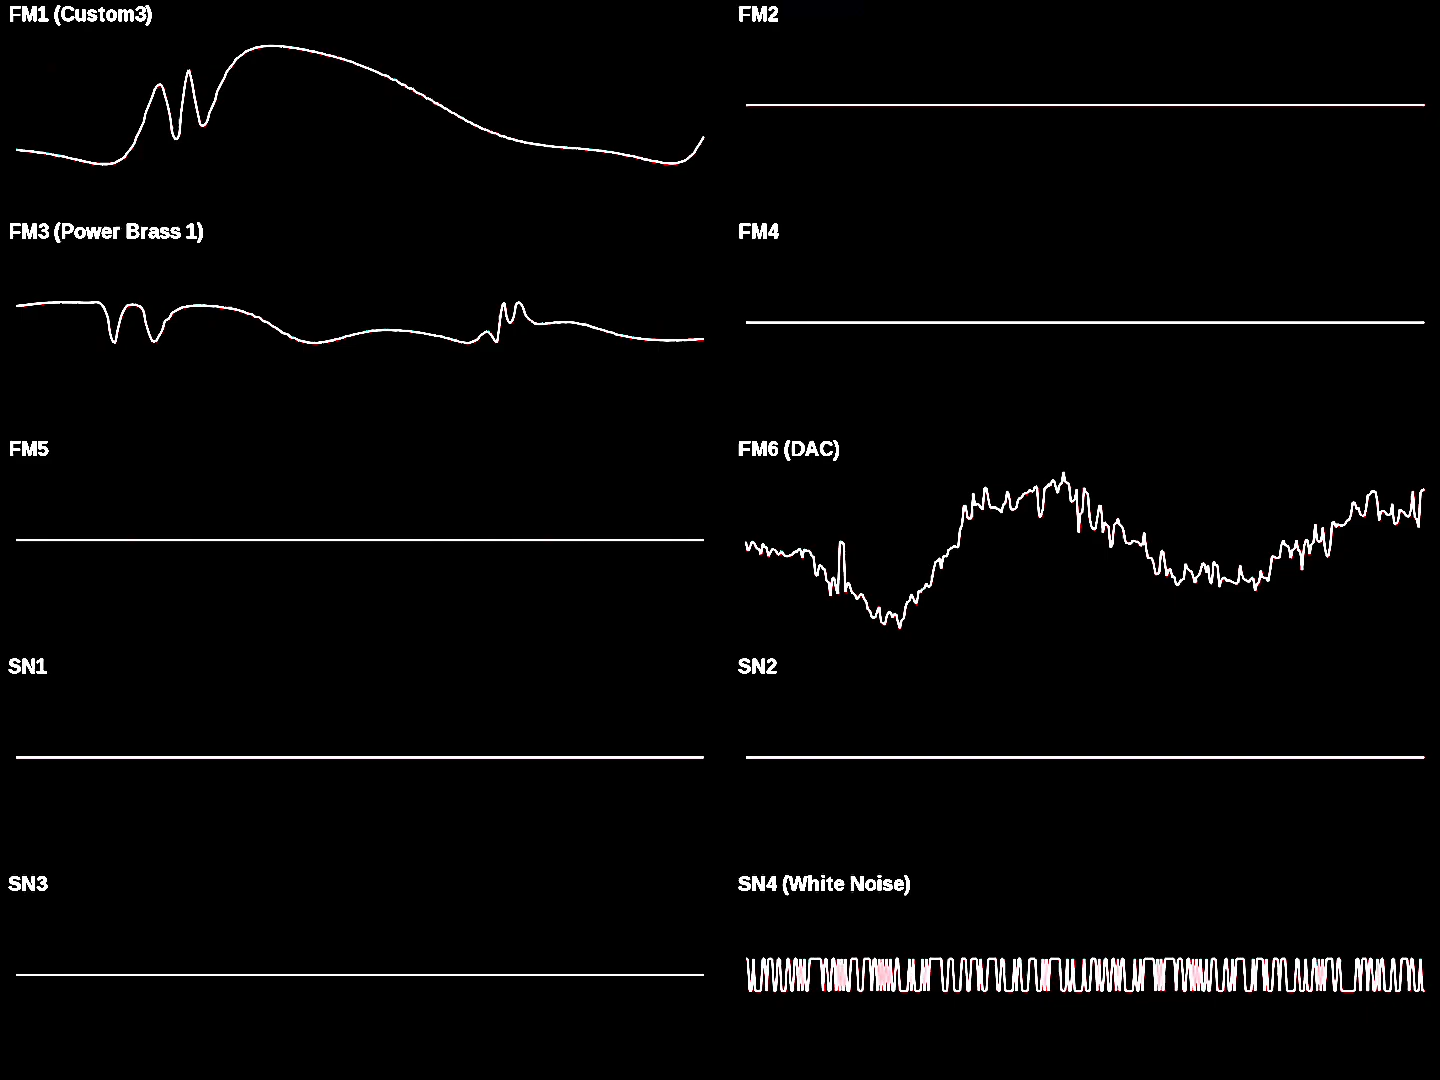 FM1 (Custom3)
FM2
FM3 (Power Brass 1)
FM4
FM5
FM6 (DAC)
SN1
SN2
SN3
SN4 (White Noise)